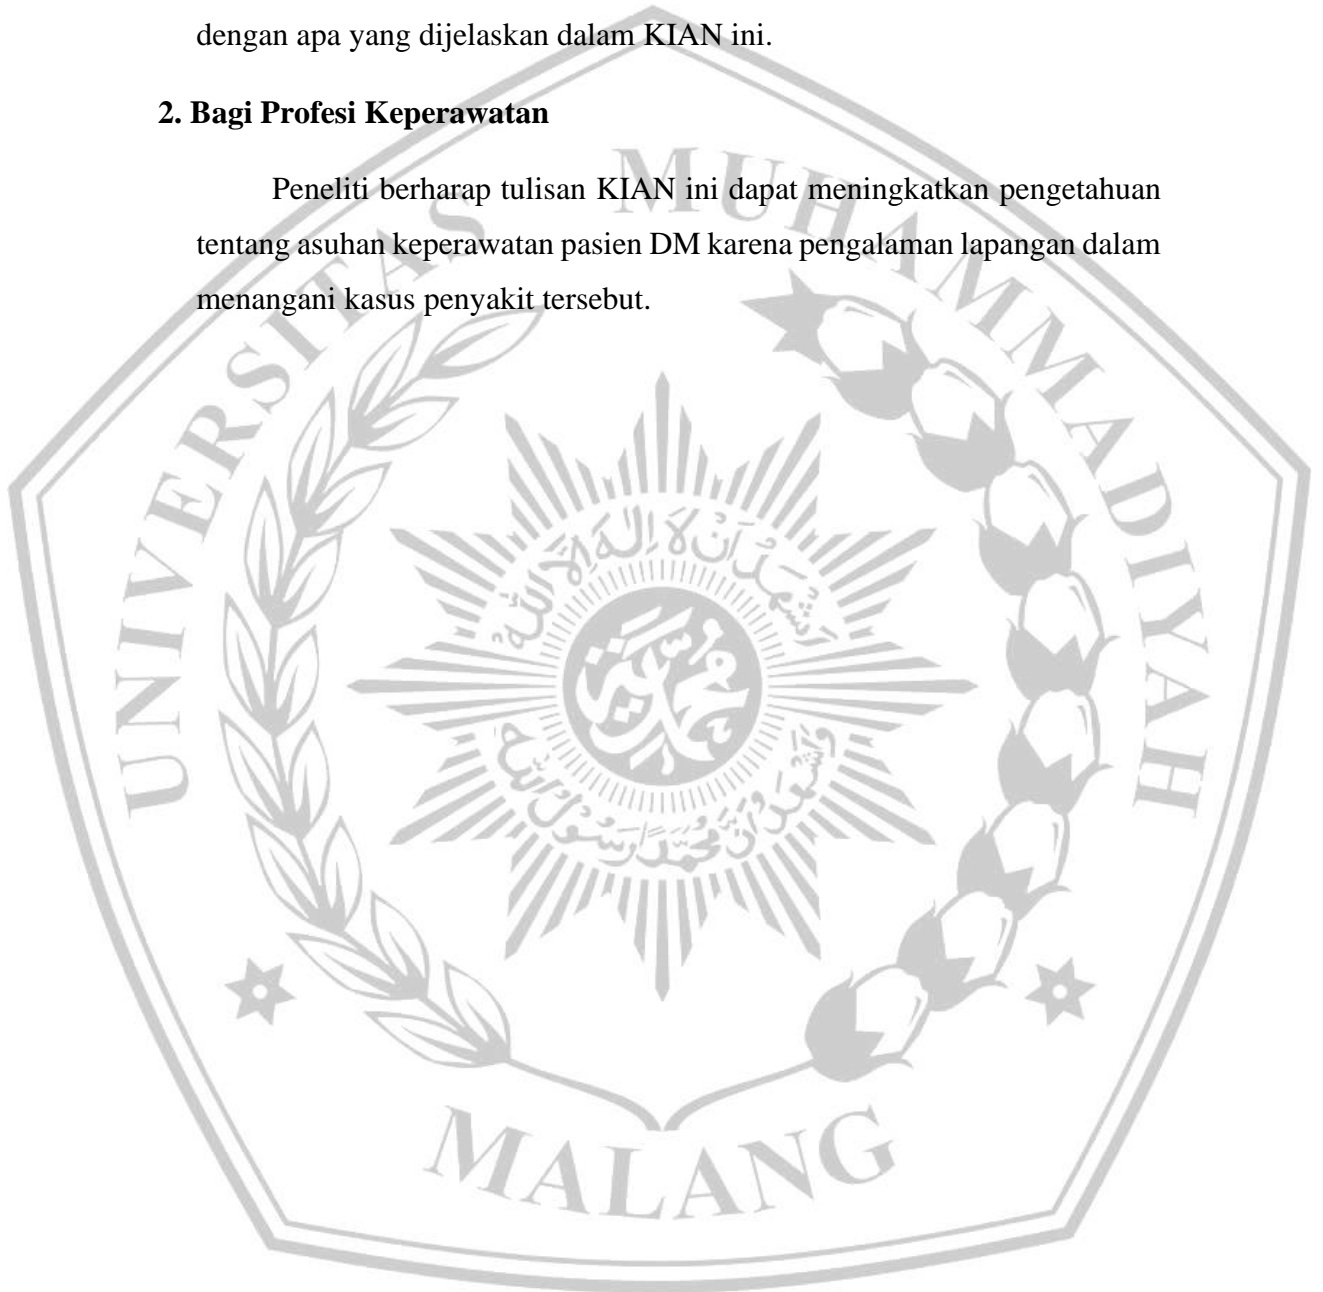 dengan apa yang dijelaskan dalam KIAN ini.
2. Bagi Profesi Keperawatan
Peneliti berharap tulisan KIAN ini dapat meningkatkan pengetahuan
tentang asuhan keperawatan pasien DM karena pengalaman lapangan dalam
menangani kasus penyakit tersebut.
UNIVERSITAS MUHAMMADIYAH
MALANG